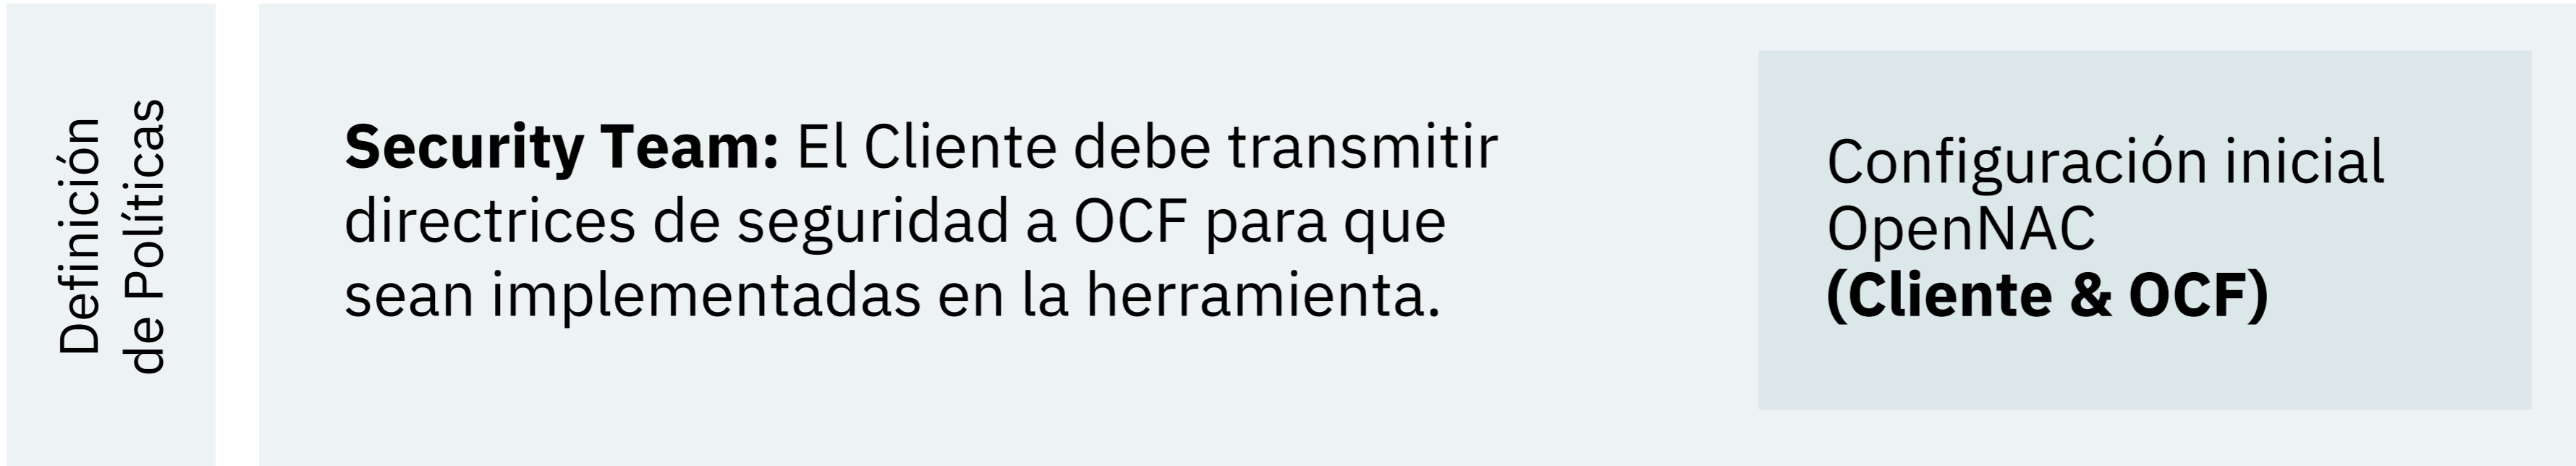 Definición
de Políticas
Security Team: El Cliente debe transmitir
directrices de seguridad a OCF para que
sean implementadas en la herramienta.
Configuración inicial
OpenNAC
(Cliente & OCF)